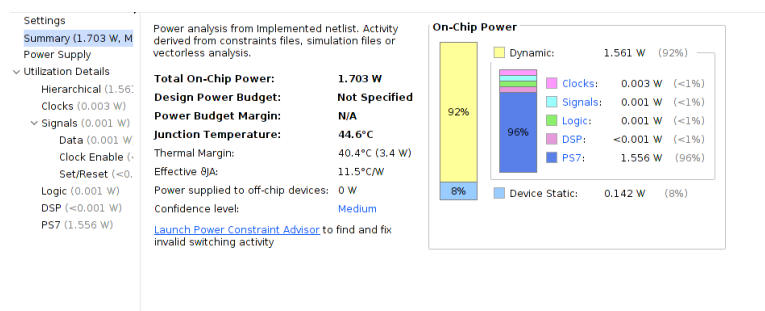 Settings
Summary (1.703 W, M
Power Supply
Utilization Details
Hierarchical (1.56
Clocks (0.003 W)
Signals (0.001 W)
Data (0.001 W
Clock Enable (
Set/Reset (<0.
Logic (0.001 W)
DSP (<0.001 W)
PS7 (1.556 W)
Power analysis from Implemented netlist. Activity
derived from constraints files, simulation files or
vectorless analysis.
Total On-Chip Power: 1.703 W
Design Power Budget: Not Specified
Power Budget Margin: N/A
Junction Temperature: 44.6°C
Thermal Margin: 40.4°C (3.4 W)
Effective ϑJA: 11.5°C/W
Power supplied to off-chip devices: 0 W
Confidence level: Medium
Launch Power Constraint Advisor to find and fix
invalid switching activity
On-Chip Power
Dynamic: 1.561 W (92%)
Clocks: 0.003 W (<1%)
Signals: 0.001 W (<1%)
Logic: 0.001 W (<1%)
DSP: <0.001 W (<1%)
PS7: 1.556 W (96%)
92%
96%
8%
Device Static: 0.142 W (8%)